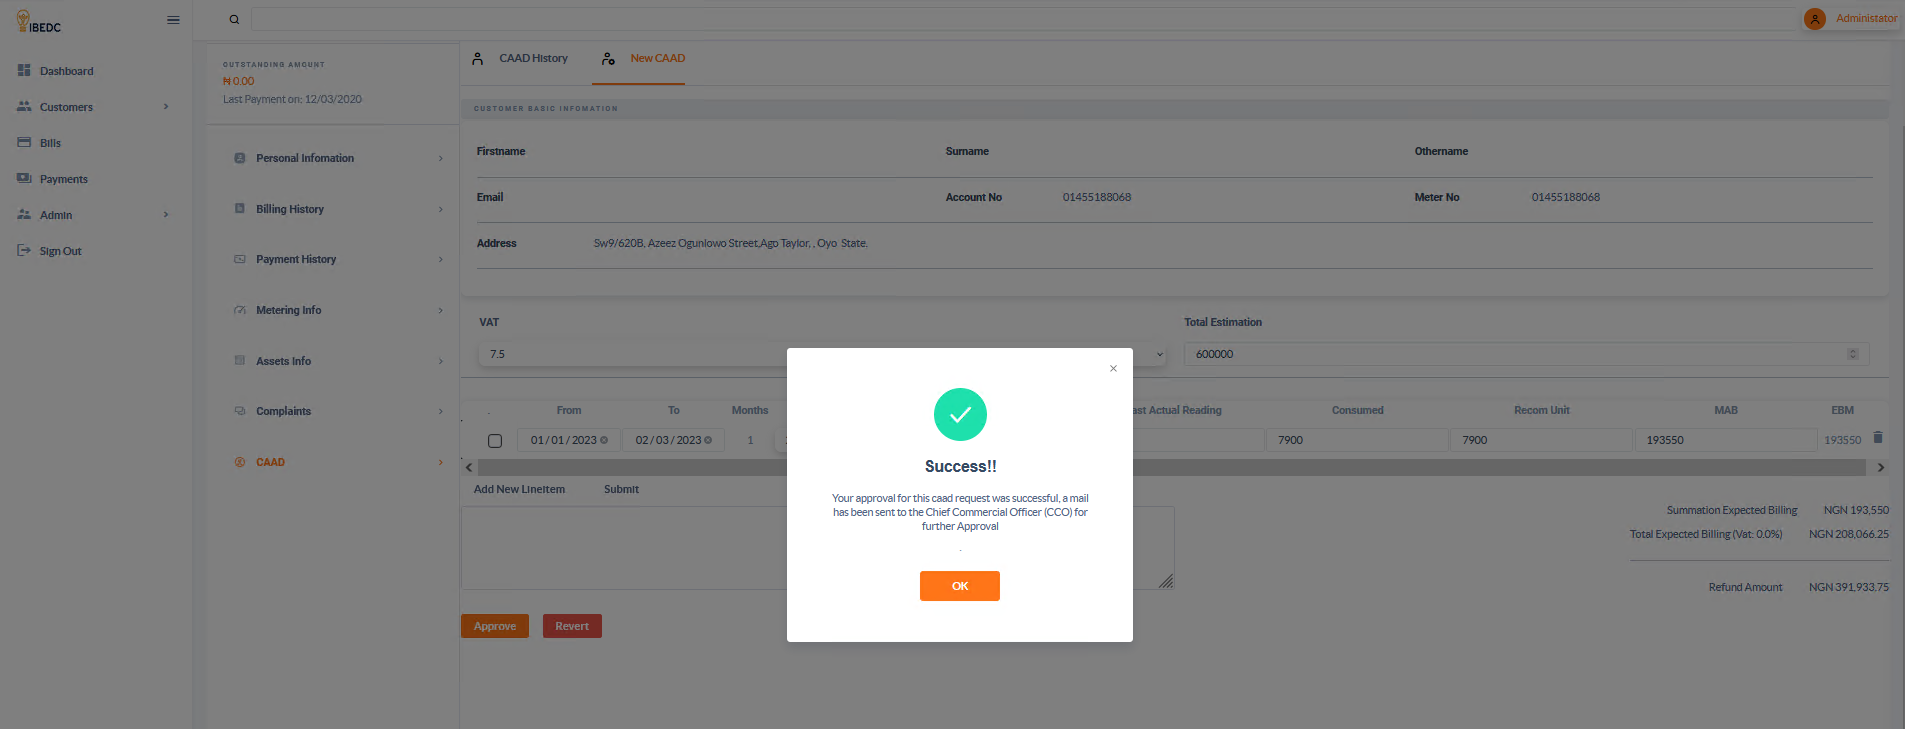 IBEDC
Administator
Dashboard
Customers
Bills
Payments
Admin
Sign Out
OUTSTANDING AMOUNT
₦ 0.00
Last Payment on: 12/03/2020
Personal Infomation
Billing History
Payment History
Metering Info
Assets Info
Complaints
CAAD
CAAD History New CAAD
CUSTOMER BASIC INFOMATION
Firstname Surname Othername
Email Account No 01455188068 Meter No 01455188068
Address Sw9/620B, Azeez Ogunlowo Street,Ago Taylor, , Oyo State.
VAT Total Estimation
7.5 600000
. From To Months ast Actual Reading Consumed Recom Unit MAB EBM
01/01/2023 02/03/2023 1 7900 7900 193550 193550
Add New Lineitem Submit
Summation Expected Billing NGN 193,550
Total Expected Billing (Vat: 0.0%) NGN 208,066.25
Refund Amount NGN 391,933.75
Approve Revert
×
Success!!
Your approval for this caad request was successful, a mail
has been sent to the Chief Commercial Officer (CCO) for
further Approval
.
OK